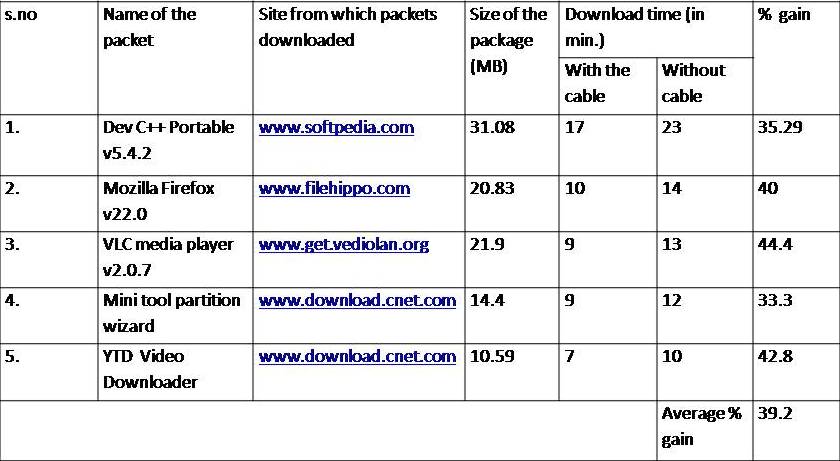 s.no Name of the packet Site from which packets downloaded Size of the package (MB) Download time (in min.) % gain
With the cable Without cable
1. Dev C++ Portable v5.4.2 www.softpedia.com 31.08 17 23 35.29
2. Mozilla Firefox v22.0 www.filehippo.com 20.83 10 14 40
3. VLC media player v2.0.7 www.get.vediolan.org 21.9 9 13 44.4
4. Mini tool partition wizard www.download.cnet.com 14.4 9 12 33.3
5. YTD Video Downloader www.download.cnet.com 10.59 7 10 42.8
Average % gain 39.2